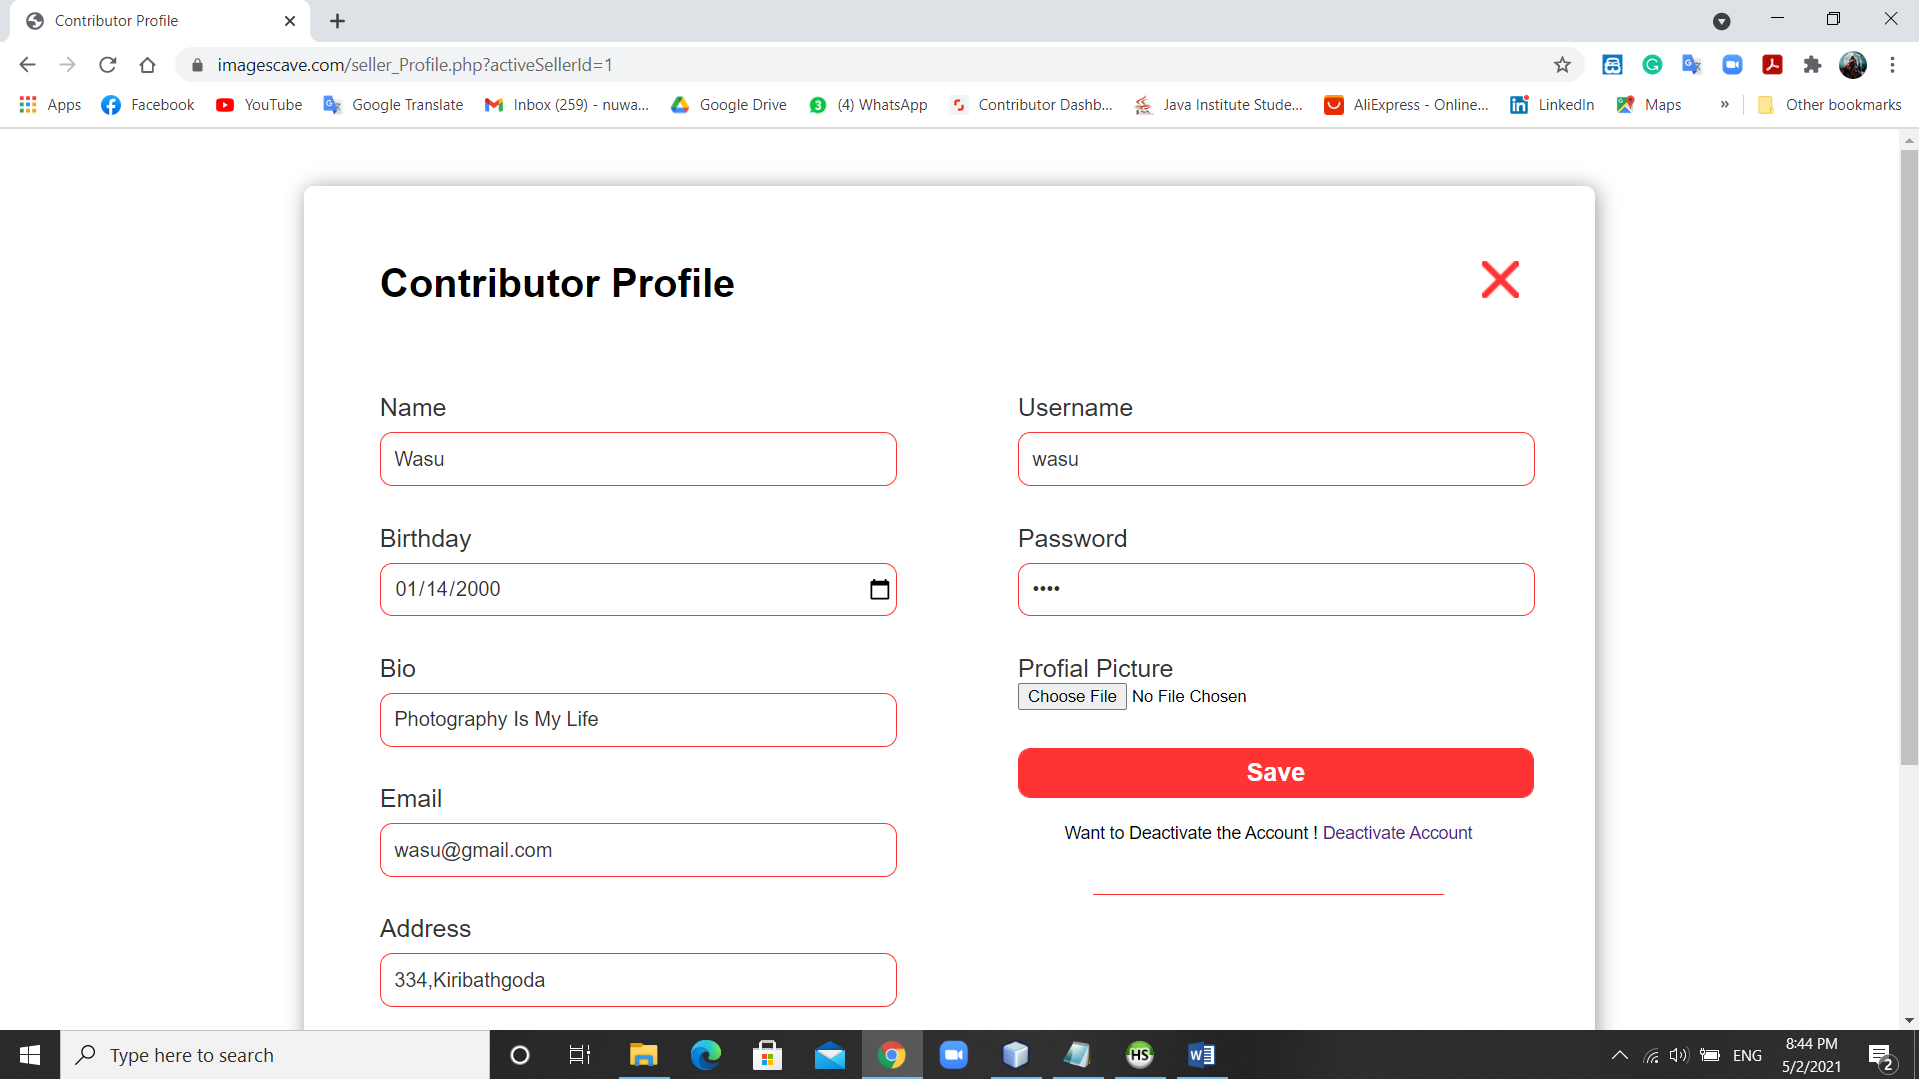 Contributor Profile
imagescave.com/seller_Profile.php?activeSellerId=1
Apps Facebook YouTube Google Translate Inbox (259) - nuwa... Google Drive 3 (4) WhatsApp Contributor Dashb... Java Institute Stude... AliExpress - Online... LinkedIn Maps » Other bookmarks
Contributor Profile
Name
Wasu
Birthday
01/14/2000
Bio
Photography Is My Life
Email
wasu@gmail.com
Address
334,Kiribathgoda
Username
wasu
Password
••••
Profial Picture
Choose File No File Chosen
Save
Want to Deactivate the Account ! Deactivate Account
Type here to search
HS
ENG
8:44 PM
5/2/2021
2